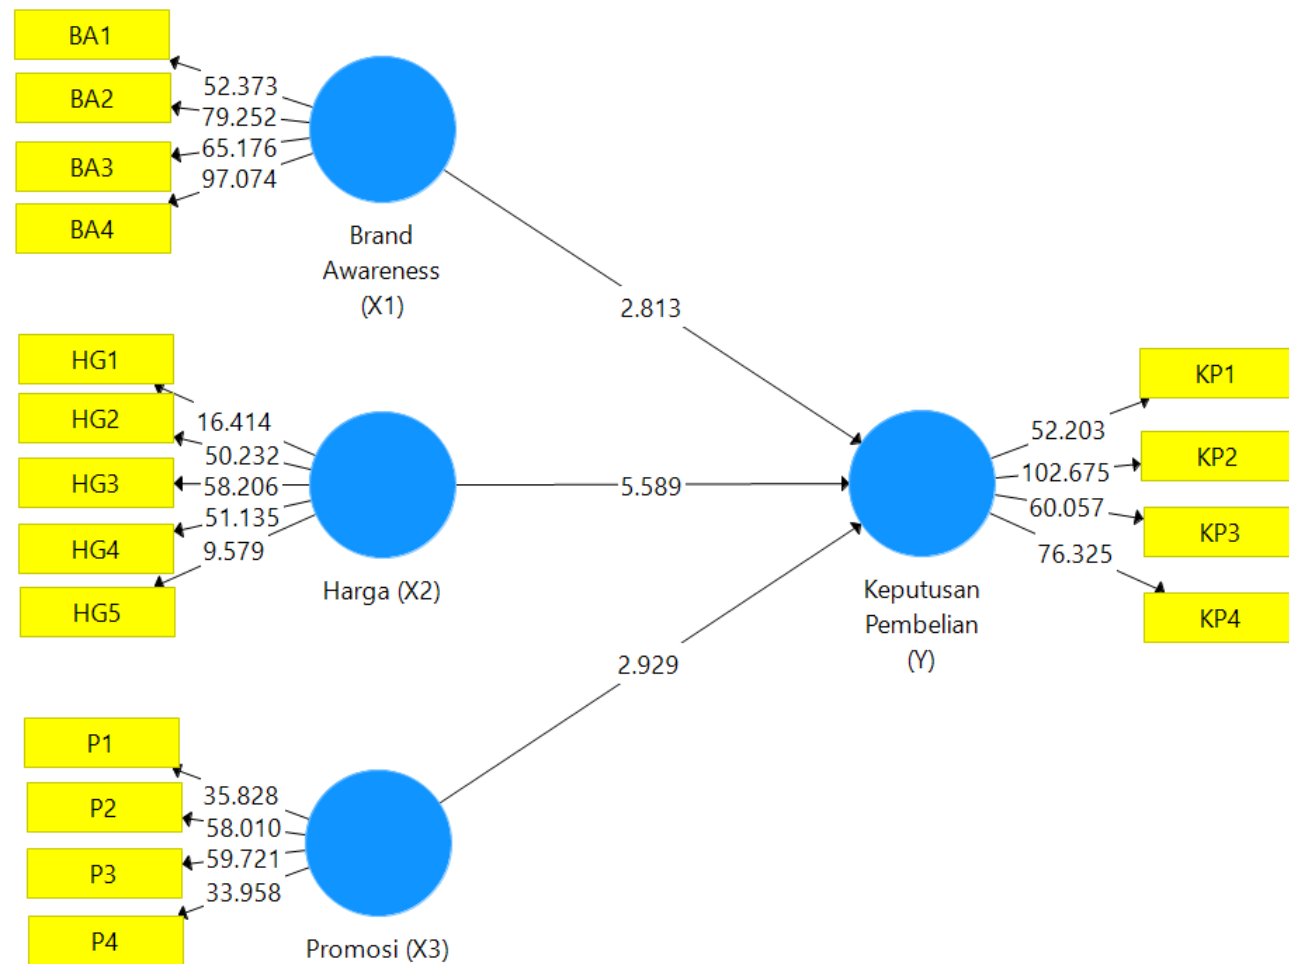 BA1
52.373
BA2
79.252
65.176
BA3
97.074
BA4
Brand
Awareness
(X1)
2.813
HG1
16.414
HG2
50.232
HG3
58.206
51.135
HG4
9.579
HG5
Harga (X2)
5.589
KP1
52.203
KP2
102.675
60.057
KP3
76.325
KP4
Keputusan
Pembelian
(Y)
2.929
P1
35.828
P2
58.010
59.721
P3
33.958
P4
Promosi (X3)